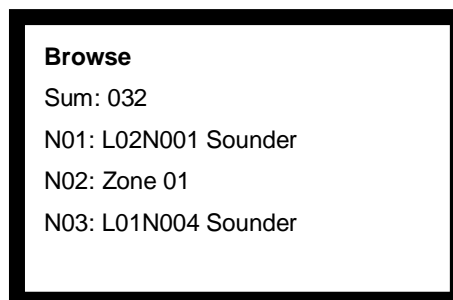 Browse
Sum: 032
N01: L02N001 Sounder
N02: Zone 01
N03: L01N004 Sounder